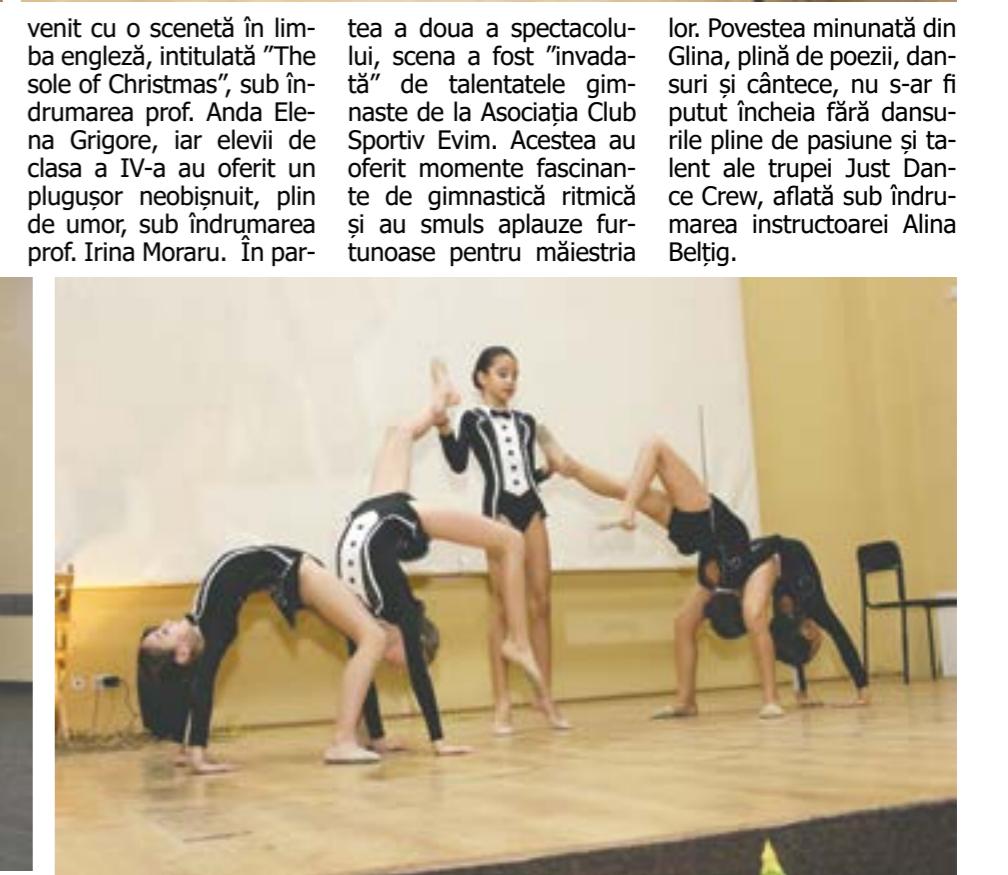 venit cu o scenetă în lim-
ba engleză, intitulată ”The
sole of Christmas”, sub în-
drumarea prof. Anda Ele-
na Grigore, iar elevii de
clasa a IV-a au oferit un
plugușor neobișnuit, plin
de umor, sub îndrumarea
prof. Irina Moraru.  În par-
tea a doua a spectacolu-
lui, scena a fost ”invada-
tă” de talentatele gim-
naste de la Asociația Club
Sportiv Evim. Acestea au
oferit momente fascinan-
te de gimnastică ritmică
și au smuls aplauze fur-
tunoase pentru măiestria
lor. Povestea minunată din
Glina, plină de poezii, dan-
suri și cântece, nu s-ar fi
putut încheia fără dansu-
rile pline de pasiune și ta-
lent ale trupei Just Dan-
ce Crew, aflată sub îndru-
marea instructoarei Alina
Belțig.